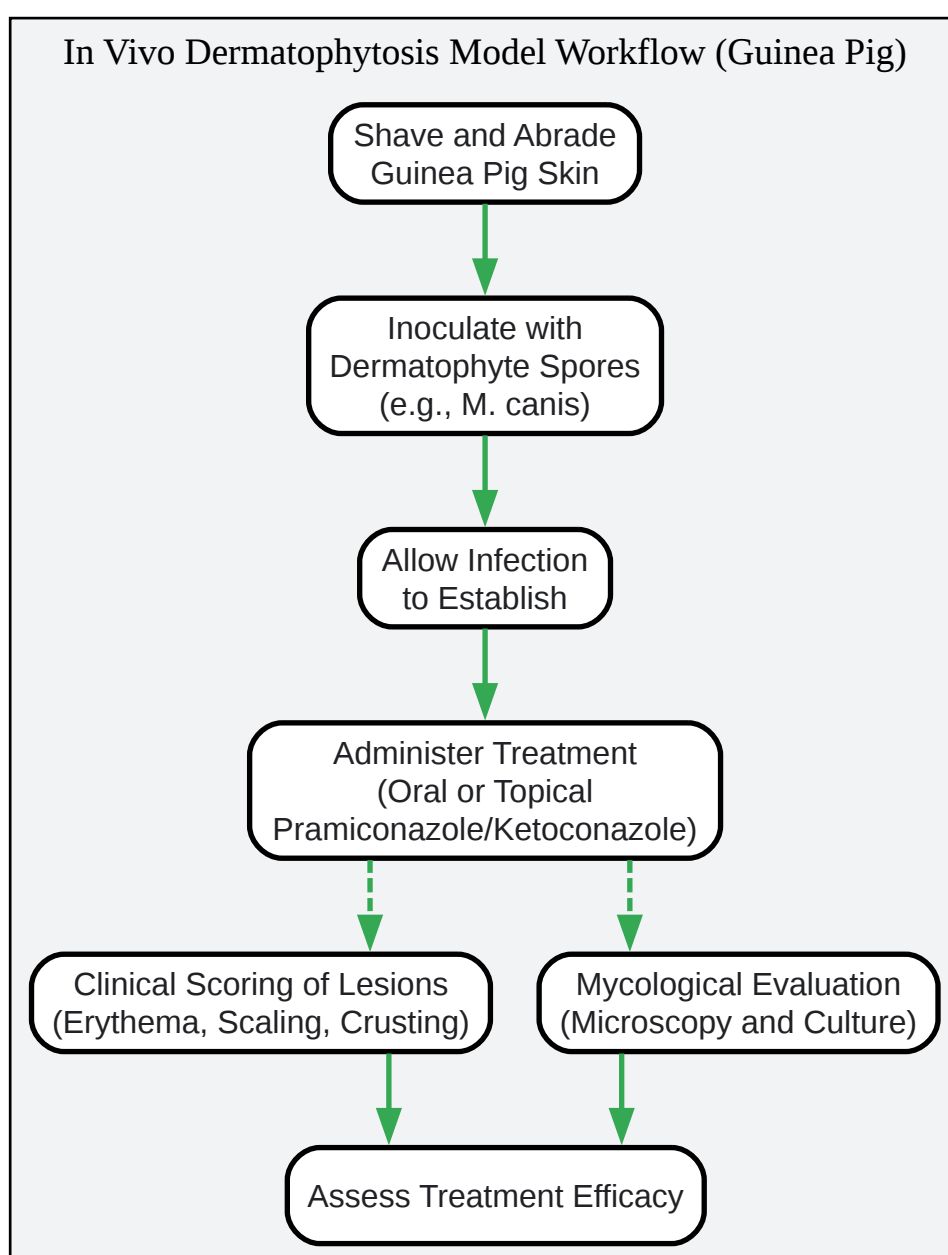 In Vivo Dermatophytosis Model Workflow (Guinea Pig)
Shave and Abrade
Guinea Pig Skin
Inoculate with
Dermatophyte Spores
(e.g., M. canis)
Allow Infection
to Establish
Administer Treatment
(Oral or Topical
Pramiconazole/Ketoconazole)
Clinical Scoring of Lesions
(Erythema, Scaling, Crusting)
Mycological Evaluation
(Microscopy and Culture)
Assess Treatment Efficacy